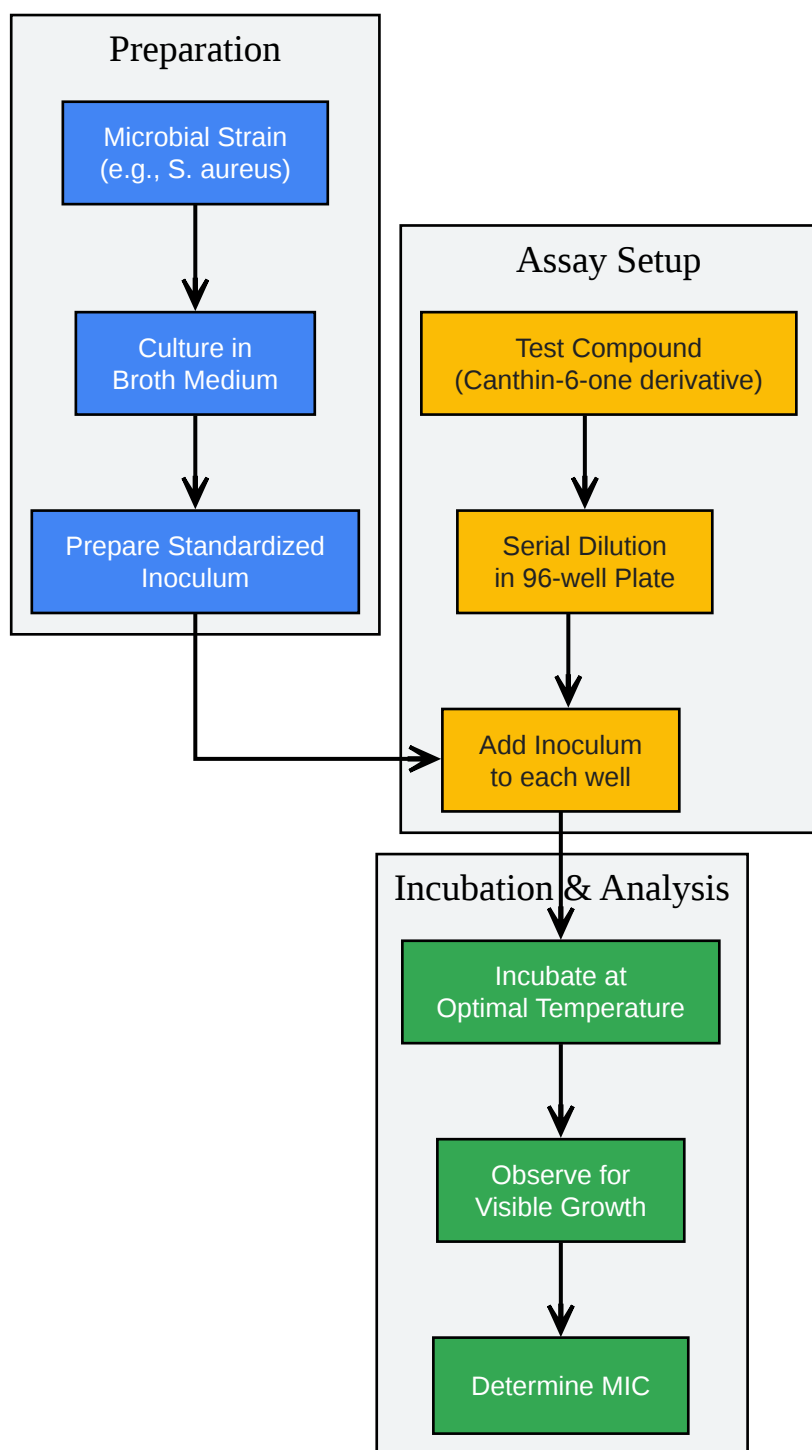 Preparation
Microbial Strain
(e.g., S. aureus)
Culture in
Broth Medium
Prepare Standardized
Inoculum
Assay Setup
Test Compound
(Canthin-6-one derivative)
Serial Dilution
in 96-well Plate
Add Inoculum
to each well
Incubation & Analysis
Incubate at
Optimal Temperature
Observe for
Visible Growth
Determine MIC